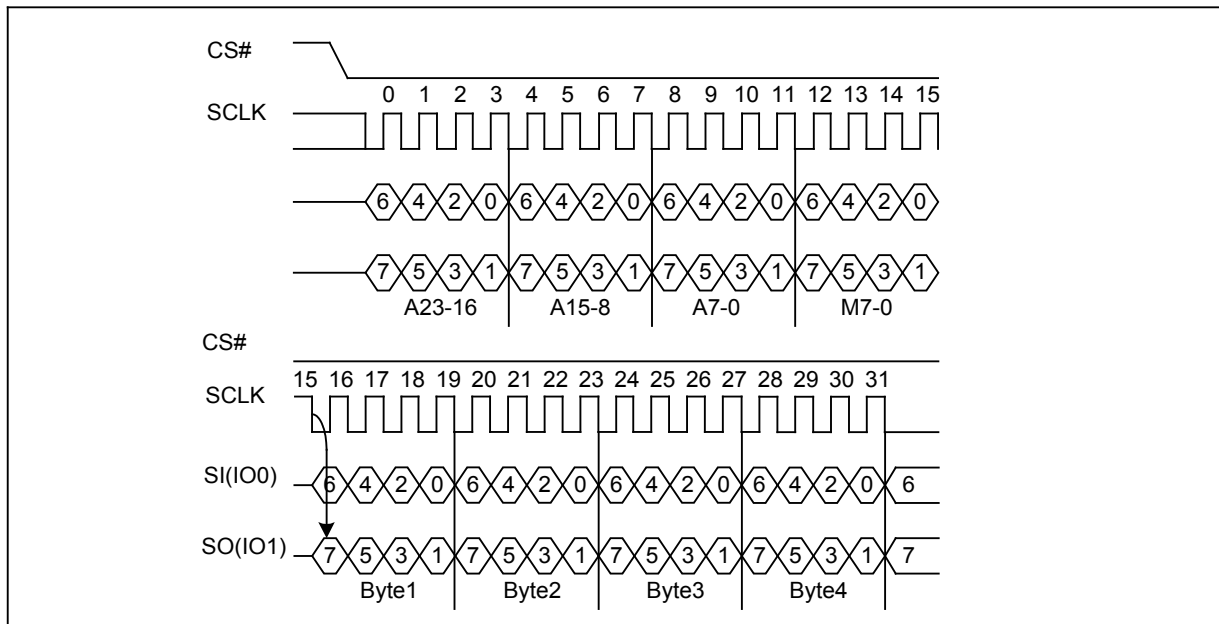 CS#
0 1 2 3 4 5 6 7 8 9 10 11 12 13 14 15
SCLK
6 4 2 0 6 4 2 0 6 4 2 0 6 4 2 0
7 5 3 1 7 5 3 1 7 5 3 1 7 5 3 1
A23-16 A15-8 A7-0 M7-0
CS#
15 16 17 18 19 20 21 22 23 24 25 26 27 28 29 30 31
SCLK
SI(IO0) 6 4 2 0 6 4 2 0 6 4 2 0 6 4 2 0 6
SO(IO1) 7 5 3 1 7 5 3 1 7 5 3 1 7 5 3 1 7
Byte1 Byte2 Byte3 Byte4